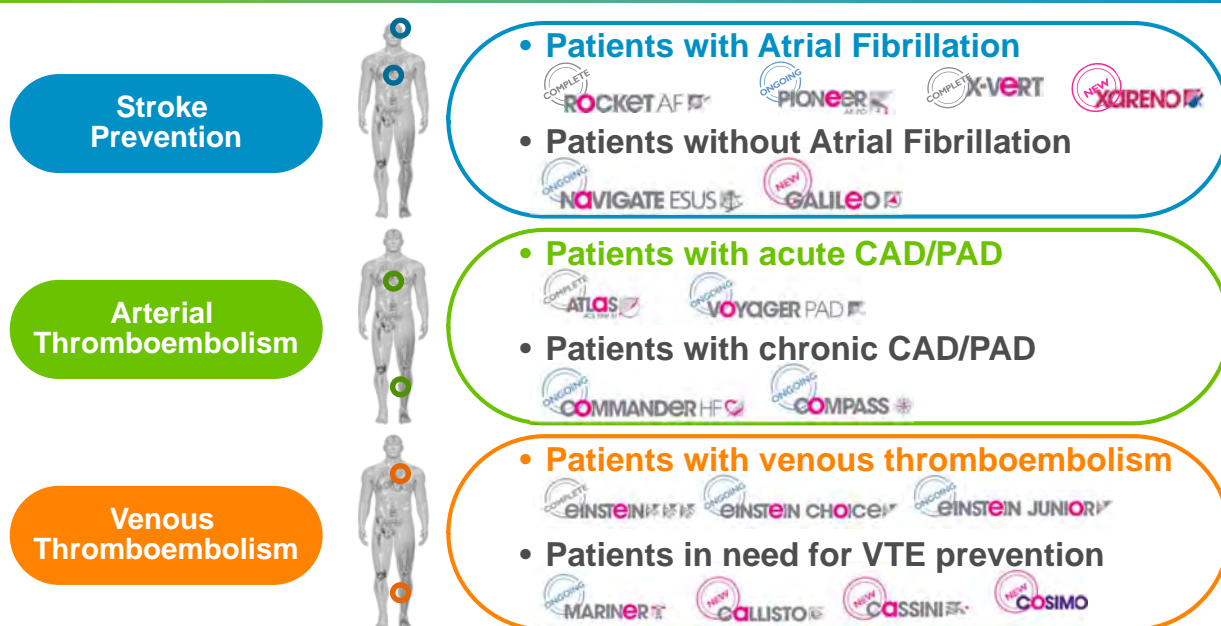 Stroke
Prevention
• Patients with Atrial Fibrillation
COMPLETE
ROCKET AF
ONGOING
PIONEER
AF-PCI
COMPLETE
X-VERT
NEW
XARENO
• Patients without Atrial Fibrillation
ONGOING
NAVIGATE ESUS
NEW
GALILEO
Arterial
Thromboembolism
• Patients with acute CAD/PAD
COMPLETE
ATLAS
ONGOING
VOYAGER PAD
• Patients with chronic CAD/PAD
ONGOING
COMMANDER HF
ONGOING
COMPASS
Venous
Thromboembolism
• Patients with venous thromboembolism
COMPLETE
EINSTEIN
ONGOING
EINSTEIN CHOICE
ONGOING
EINSTEIN JUNIOR
• Patients in need for VTE prevention
ONGOING
MARINER
NEW
CALLISTO
NEW
CASSINI
NEW
COSIMO